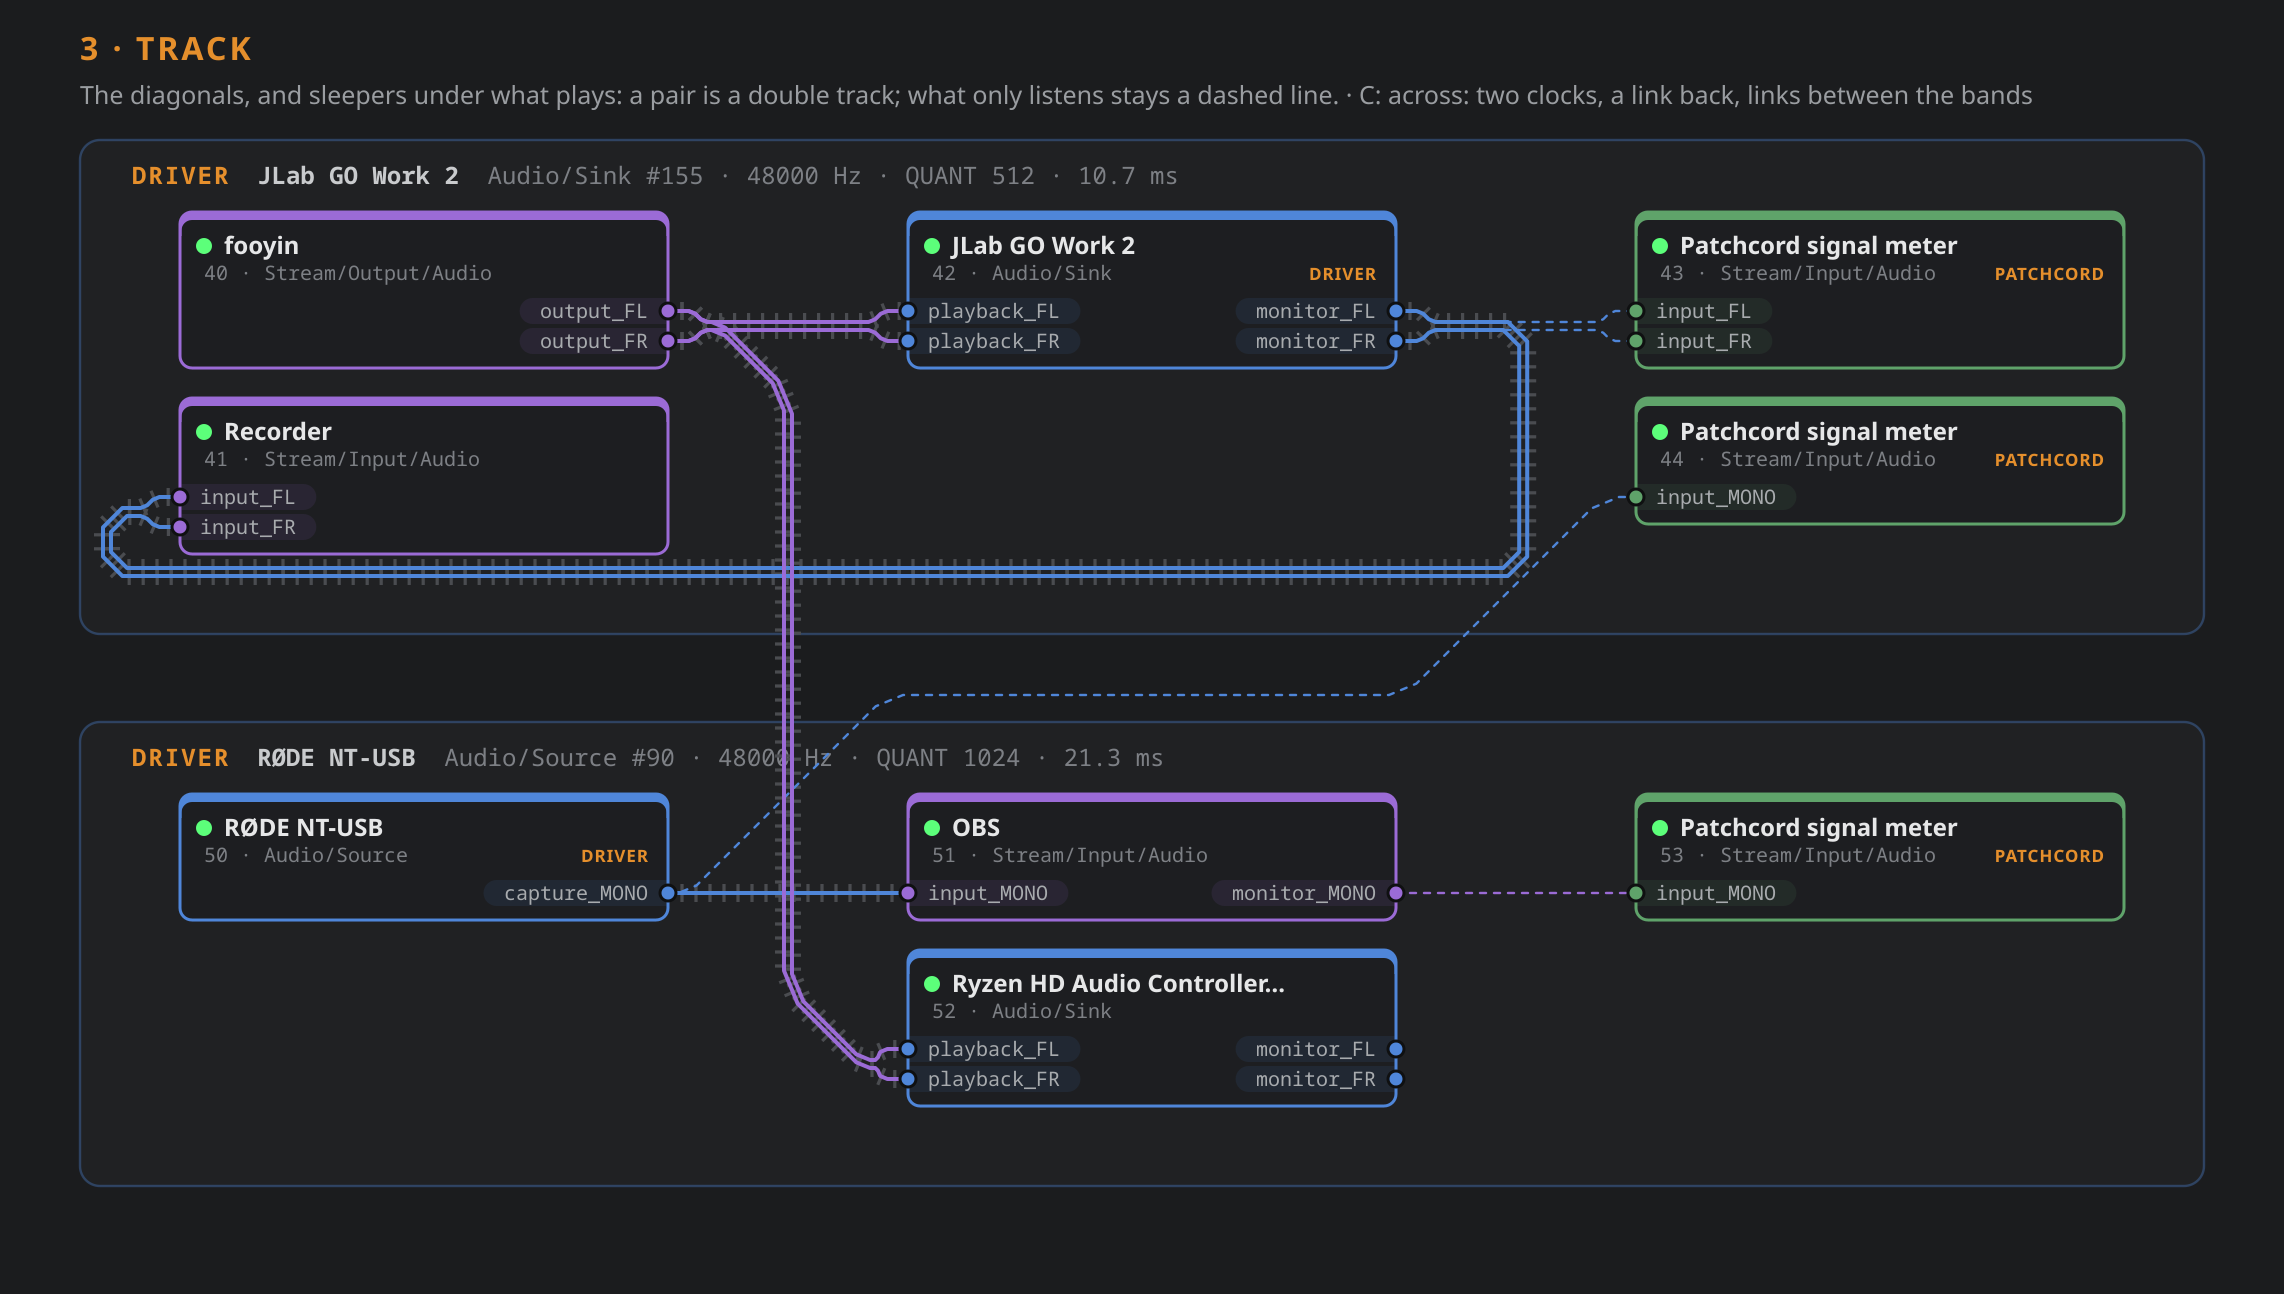 3 · TRACK
The diagonals, and sleepers under what plays: a pair is a double track; what only listens stays a dashed line. · C: across: two clocks, a link back, links between the bands
DRIVER JLab GO Work 2 Audio/Sink #155 · 48000 Hz · QUANT 512 · 10.7 ms
fooyin
40 · Stream/Output/Audio
output_FL
output_FR
JLab GO Work 2
42 · Audio/Sink DRIVER
playback_FL monitor_FL
playback_FR monitor_FR
Patchcord signal meter
43 · Stream/Input/Audio PATCHCORD
input_FL
input_FR
Recorder
41 · Stream/Input/Audio
input_FL
input_FR
Patchcord signal meter
44 · Stream/Input/Audio PATCHCORD
input_MONO
DRIVER RØDE NT-USB Audio/Source #90 · 48000 Hz · QUANT 1024 · 21.3 ms
RØDE NT-USB
50 · Audio/Source DRIVER
capture_MONO
OBS
51 · Stream/Input/Audio
input_MONO monitor_MONO
Patchcord signal meter
53 · Stream/Input/Audio PATCHCORD
input_MONO
Ryzen HD Audio Controller…
52 · Audio/Sink
playback_FL monitor_FL
playback_FR monitor_FR